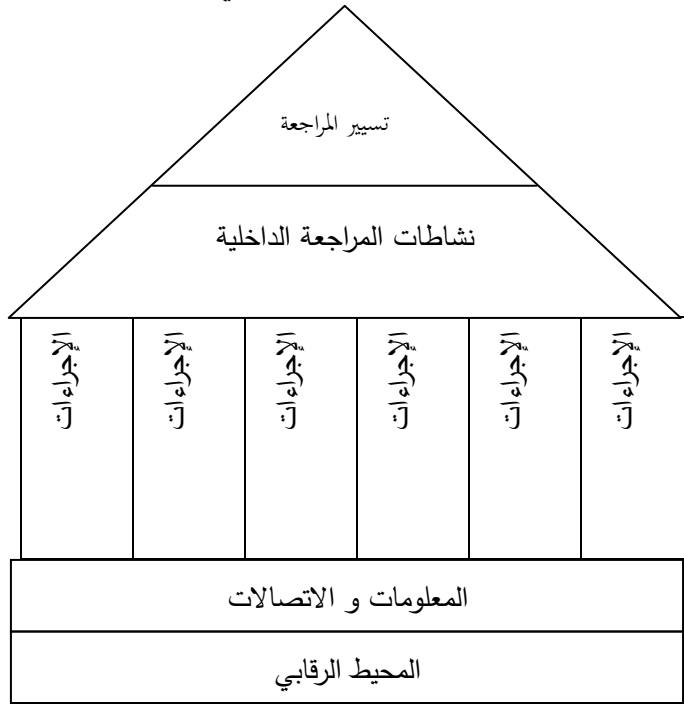 تسيير المراجعة
نشاطات المراجعة الداخلية
الإجراءات
الإجراءات
الإجراءات
الإجراءات
الإجراءات
الإجراءات
المعلومات و الاتصالات
المحيط الرقابي